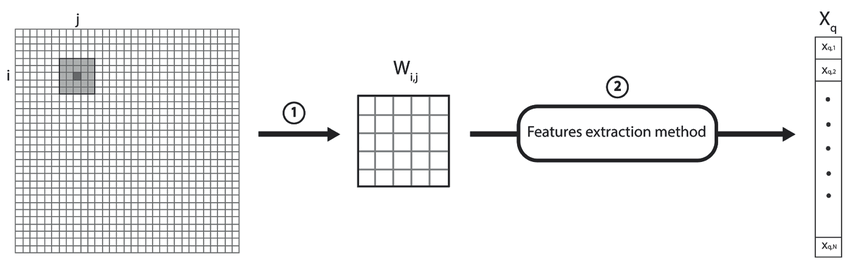 j
i
1
W i,j
2
Features extraction method
X q
x q,1
x q,2
x q,N